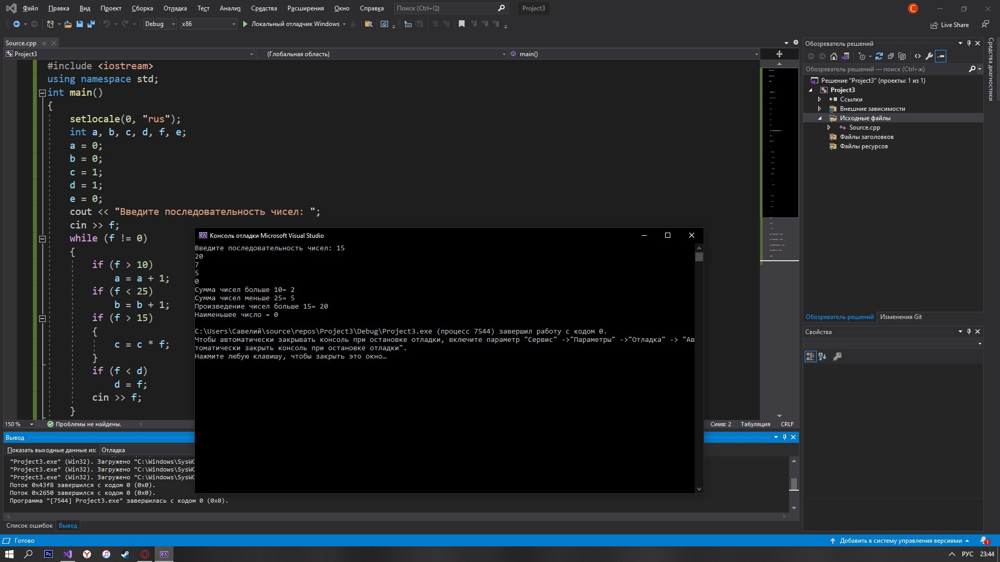 Файл Правка Вид Проект Сборка Отладка Тест Анализ Средства Расширения Окно Справка Поиск (Ctrl+Q) Project3 C
Debug x86 Локальный отладчик Windows Live Share
Source.cpp
Project3 (Глобальная область) main()
#include <iostream>
using namespace std;
int main()
{
setlocale(0, "rus");
int a, b, c, d, f, e;
a = 0;
b = 0;
c = 1;
d = 1;
e = 0;
cout << "Введите последовательность чисел: ";
cin >> f;
while (f != 0)
{
if (f > 10)
a = a + 1;
if (f < 25)
b = b + 1;
if (f > 15)
{
c = c * f;
}
if (f < d)
d = f;
cin >> f;
}
150 % Проблемы не найдены. Симв: 2 Табуляция CRLF
Консоль отладки Microsoft Visual Studio
Введите последовательность чисел: 15
20
7
5
0
Сумма чисел больше 10= 2
Сумма чисел меньше 25= 5
Произведение чисел больше 15= 20
Наименьшее число = 0
C:\Users\Савелий\source\repos\Project3\Debug\Project3.exe (процесс 7544) завершил работу с кодом 0.
Чтобы автоматически закрывать консоль при остановке отладки, включите параметр "Сервис" ->"Параметры" ->"Отладка" -> "Ав
томатически закрыть консоль при остановке отладки".
Нажмите любую клавишу, чтобы закрыть это окно…
Вывод
Показать выходные данные из: Отладка
"Project3.exe" (Win32). Загружено "C:\Windows\SysWO
"Project3.exe" (Win32). Загружено "C:\Windows\SysWO
"Project3.exe" (Win32). Загружено "C:\Windows\SysWO
Поток 0x43f8 завершился с кодом 0 (0x0).
Поток 0x2650 завершился с кодом 0 (0x0).
Программа "[7544] Project3.exe" завершилась с кодом 0 (0x0).
Список ошибок Вывод
Обозреватель решений
Обозреватель решений — поиск (Ctrl+ж)
Решение "Project3" (проекты: 1 из 1)
Project3
Ссылки
Внешние зависимости
Исходные файлы
Source.cpp
Файлы заголовков
Файлы ресурсов
Обозреватель решений Изменения Git
Свойства
Средства диагностики
Готово Добавить в систему управления версиями 1
Ps РУС 23:44